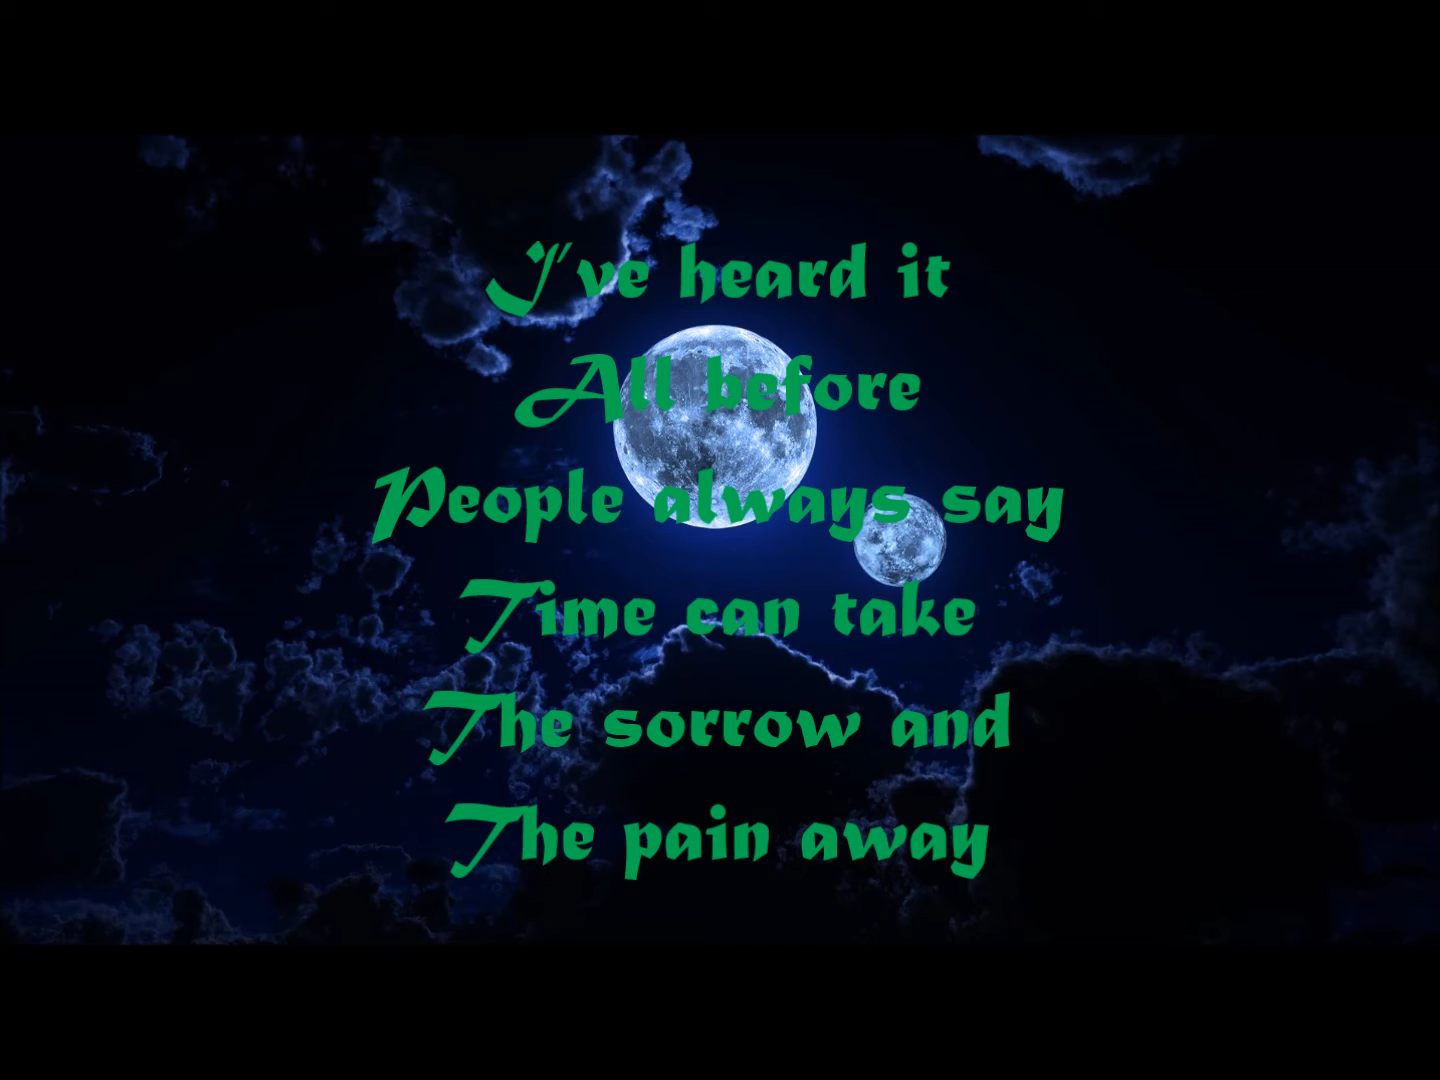 I've heard it
All before
People always say
Time can take
The sorrow and
The pain away